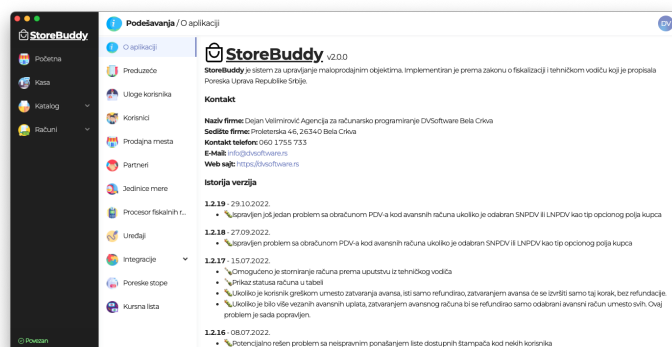 StoreBuddy
Početna
Kasa
Katalog
Računi
Povezan
Podešavanja / O aplikaciji
DV
O aplikaciji
Preduzeće
Uloge korisnika
Korisnici
Prodajna mesta
Partneri
Jedinice mere
Procesor fiskalnih r...
Uređaji
Integracije
Poreske stope
Kursna lista
StoreBuddy v2.0.0
StoreBuddy je sistem za upravljanje maloprodajnim objektima. Implementiran je prema zakonu o fiskalizaciji i tehničkom vodiču koji je propisala
Poreska Uprava Republike Srbije.
Kontakt
Naziv firme: Dejan Velimirović Agencija za računarsko programiranje DVSoftware Bela Crkva
Sedište firme: Proleterska 46, 26340 Bela Crkva
Kontakt telefon: 060 1755 733
E-Mail: info@dvsoftware.rs
Web sajt: https://dvsoftware.rs
Istorija verzija
1.2.19 - 29.10.2022.
Ispravljen još jedan problem sa obračunom PDV-a kod avansnih računa ukoliko je odabran SNPDV ili LNPDV kao tip opcionog polja kupca
1.2.18 - 27.09.2022.
Ispravljen problem sa obračunom PDV-a kod avansnih računa ukoliko je odabran SNPDV ili LNPDV kao tip opcionog polja kupca
1.2.17 - 15.07.2022.
Omogućeno je storniranje računa prema uputstvu iz tehničkog vodiča
Prikaz statusa računa u tabeli
Ukoliko je korisnik greškom umesto zatvaranja avansa, isti samo refundirao, zatvaranjem avansa će se izvršiti samo taj korak, bez refundacije.
Ukoliko je bilo više vezanih avansnih uplata, zatvaranjem avansnog računa bi se refundirao samo odabrani avansni račun umesto svih. Ovaj
problem je sada popravljen.
1.2.16 - 08.07.2022.
Potencijalno rešen problem sa neispravnim ponašanjem liste dostupnih štampača kod nekih korisnika